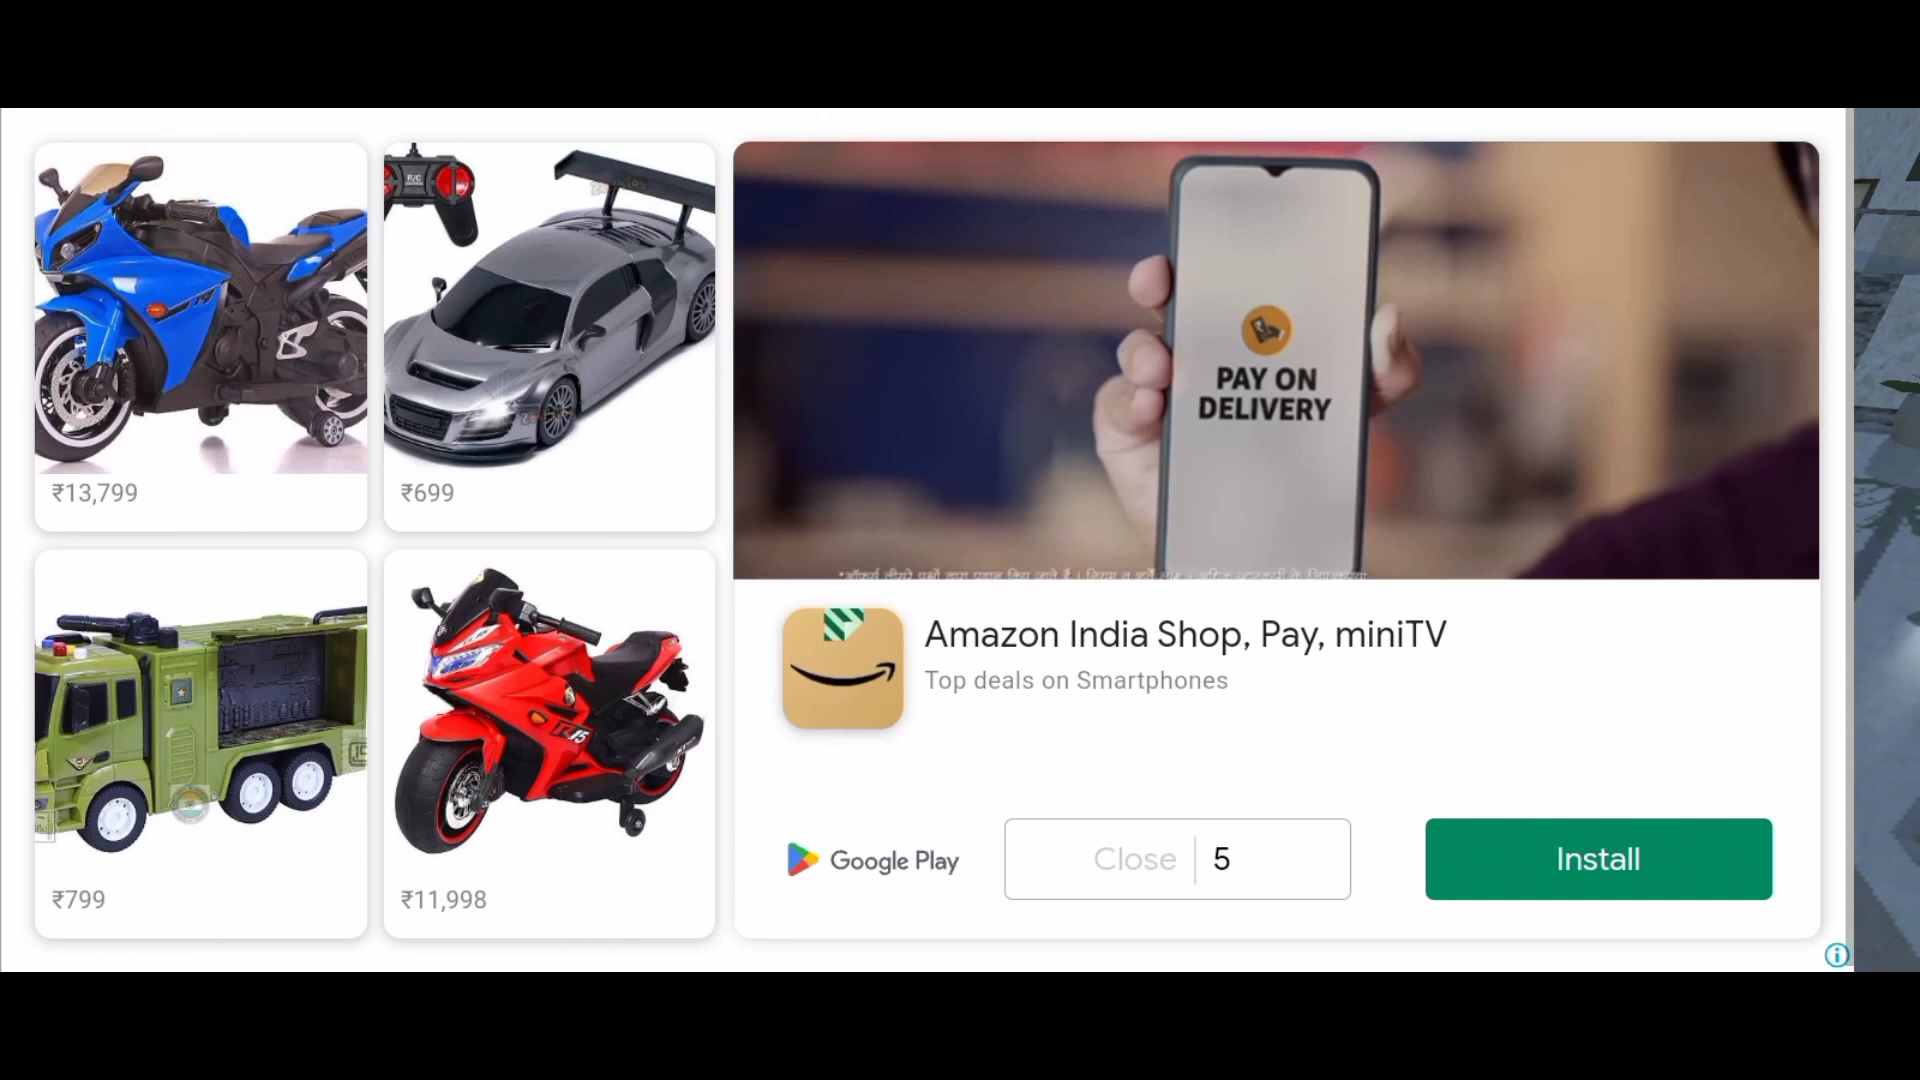 R/C
₹13,799
₹699
₹799
R15
₹11,998
PAY ON
DELIVERY
Amazon India Shop, Pay, miniTV
Top deals on Smartphones
Google Play
Close
5
Install